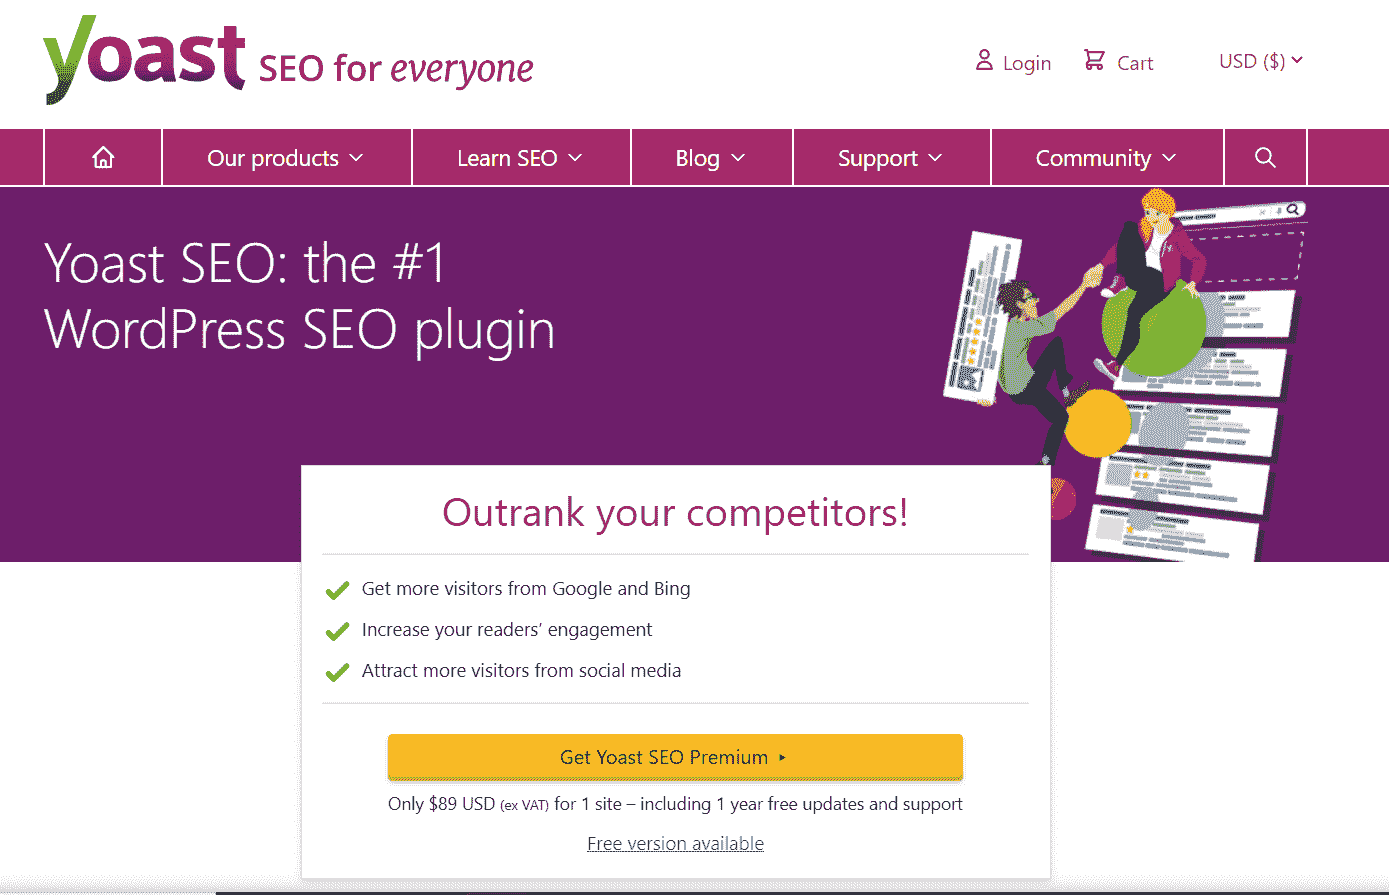 yoast SEO for everyone
Login
Cart
USD ($)
Our products
Learn SEO
Blog
Support
Community
Yoast SEO: the #1
WordPress SEO plugin
Outrank your competitors!
Get more visitors from Google and Bing
Increase your readers’ engagement
Attract more visitors from social media
Get Yoast SEO Premium
Only $89 USD (ex VAT) for 1 site – including 1 year free updates and support
Free version available